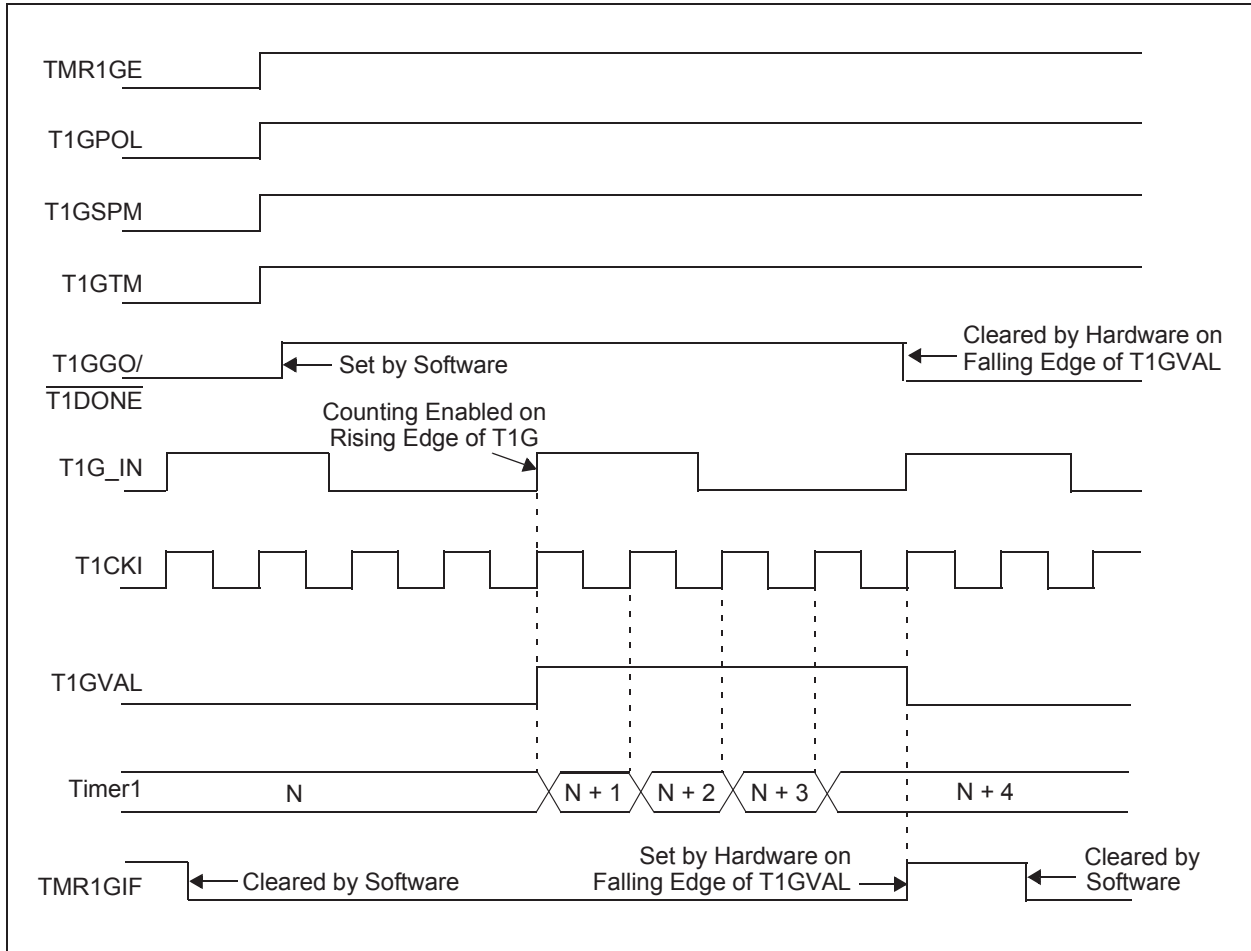 TMR1GE
T1GPOL
T1GSPM
T1GTM
T1GGO/
T1DONE
Set by Software
Cleared by Hardware on
Falling Edge of T1GVAL
Counting Enabled on
Rising Edge of T1G
T1G_IN
T1CKI
T1GVAL
Timer1
N
N + 1
N + 2
N + 3
N + 4
TMR1GIF
Cleared by Software
Set by Hardware on
Falling Edge of T1GVAL
Cleared by
Software